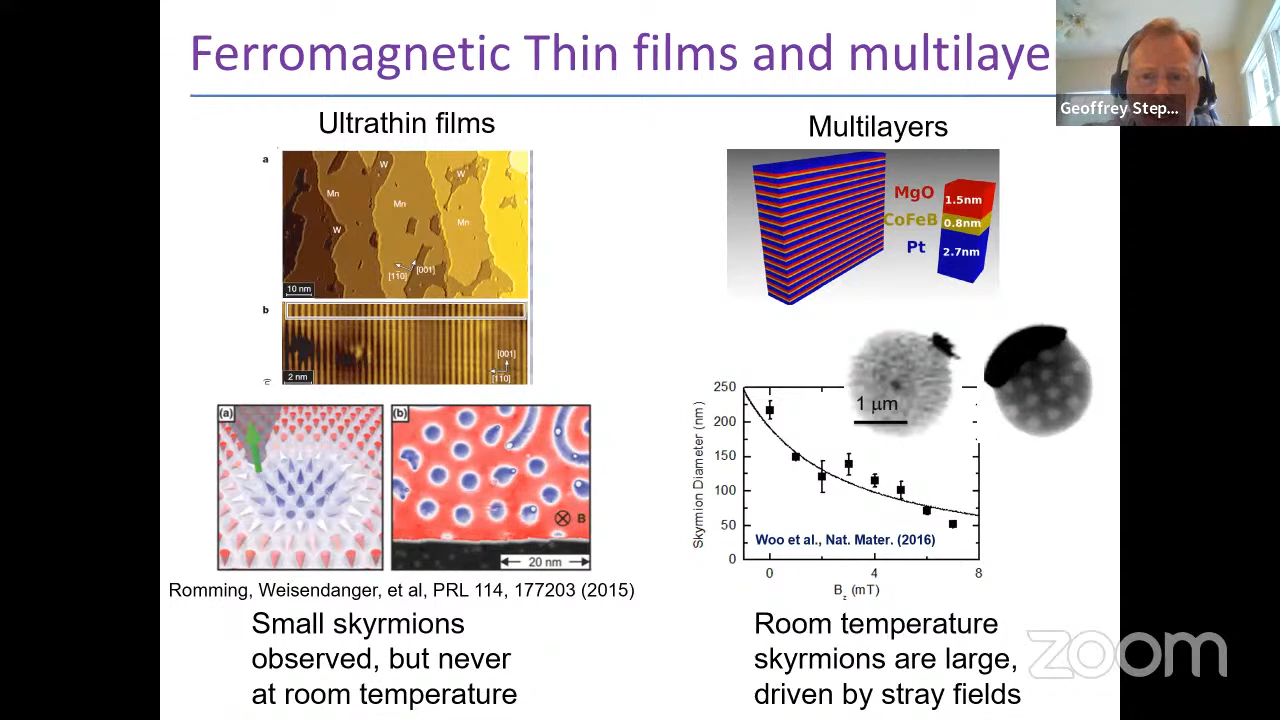 Ferromagnetic Thin films and multilaye
Geoffrey Step...
Ultrathin films
a
W
W
Mn
Mn
Mn
W
[001]
[110]
10 nm
b
[001]
[110]
2 nm
(a)
(b)
B
20 nm
Romming, Weisendanger, et al, PRL 114, 177203 (2015)
Small skyrmions
observed, but never
at room temperature
Multilayers
MgO 1.5nm
CoFeB 0.8nm
Pt 2.7nm
1 μm
Skyrmion Diameter (nm)
250
200
150
100
50
0
Woo et al., Nat. Mater. (2016)
0 4 8
Bz (mT)
Room temperature
skyrmions are large,
driven by stray fields
zoom